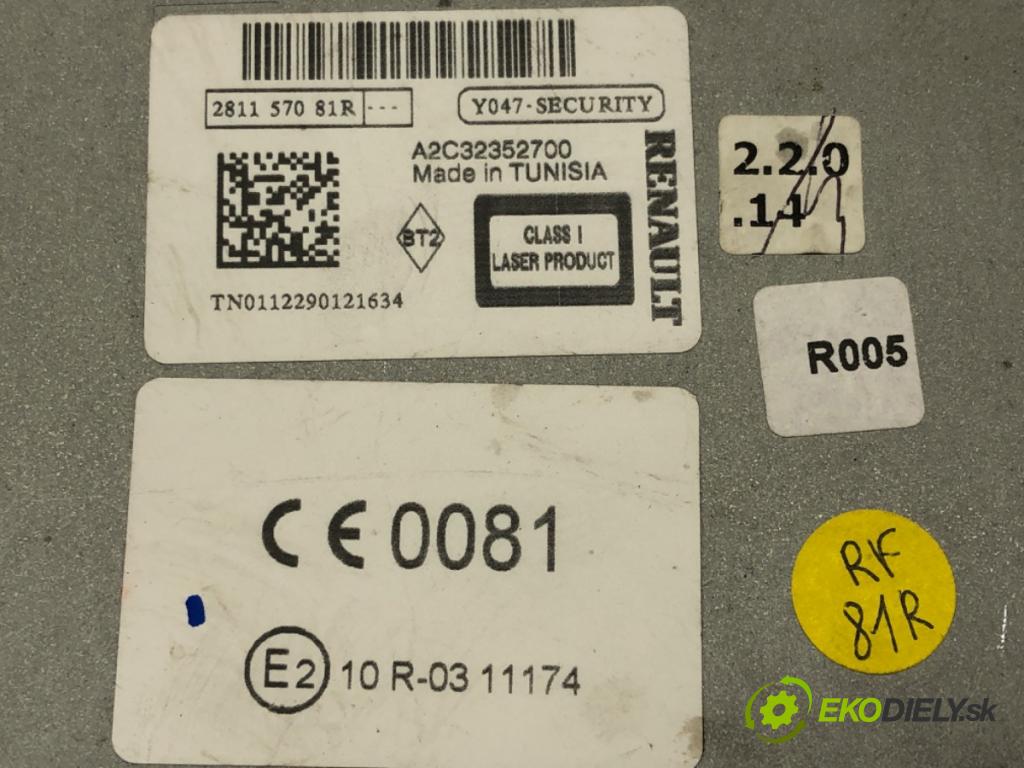 2811 570 81R ---
Y047-SECURITY
A2C32352700
Made in TUNISIA
BT2
CLASS I
LASER PRODUCT
RENAULT
TN0112290121634
2.2.0
.14
R005
CE 0081
E2 10 R-03 11174
RF
81R
EKODIELY.sk